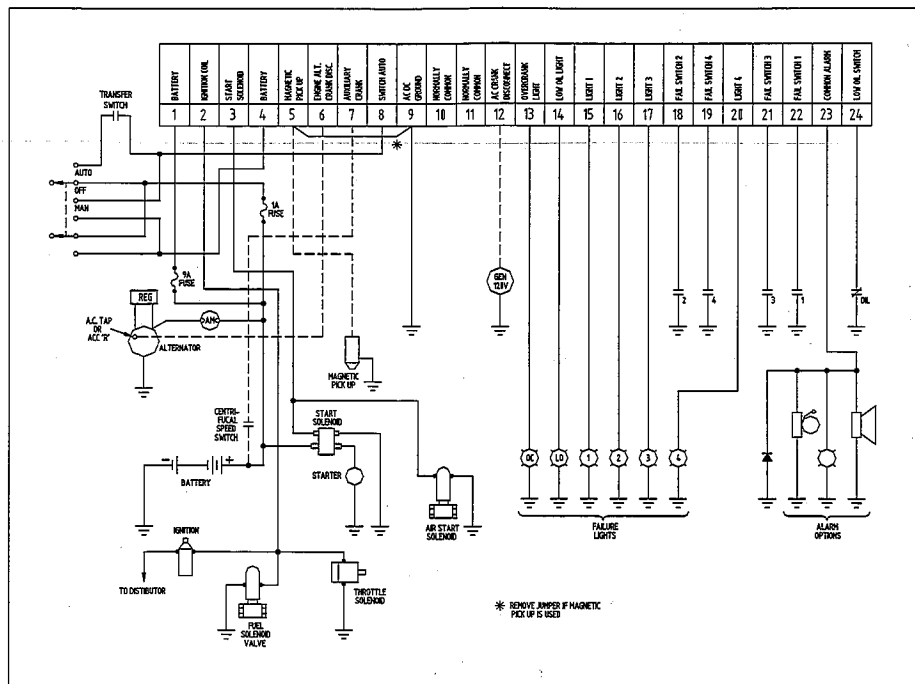 BATTERY
IGNITION COIL
START
SOLENOID
BATTERY
MAGNETIC
PICK UP
ENGINE ALT.
CRANK DISC.
AUXILIARY
CRANK
SWITCH AUTO
AC/DC
GROUND
NORMALLY
COMMON
NORMALLY
COMMON
AC CRANK
DISCONNECT
OVERCRANK
LIGHT
LOW OIL LIGHT
LIGHT 1
LIGHT 2
LIGHT 3
FAIL SWITCH 2
FAIL SWITCH 4
LIGHT 4
FAIL SWITCH 3
FAIL SWITCH 1
COMMON ALARM
LOW OIL SWITCH
1 2 3 4 5 6 7 8 9 10 11 12 13 14 15 16 17 18 19 20 21 22 23 24
TRANSFER
SWITCH
*
AUTO
OFF
MAN
1A
FUSE
9A
FUSE
GEN
120V
REG
2
4
3
1
OIL
A.C. TAP
OR
ACC 'R'
AM
ALTERNATOR
MAGNETIC
PICK UP
CENTRI-
FUCAL
SPEED
SWITCH
START
SOLENOID
- +
BATTERY
STARTER
OC
LO
1
2
3
4
AIR START
SOLENOID
FAILURE
LIGHTS
ALARM
OPTIONS
IGNITION
TO DISTRIBUTOR
THROTTLE
SOLENOID
FUEL
SOLENOID
VALVE
* REMOVE JUMPER IF MAGNETIC
PICK UP IS USED